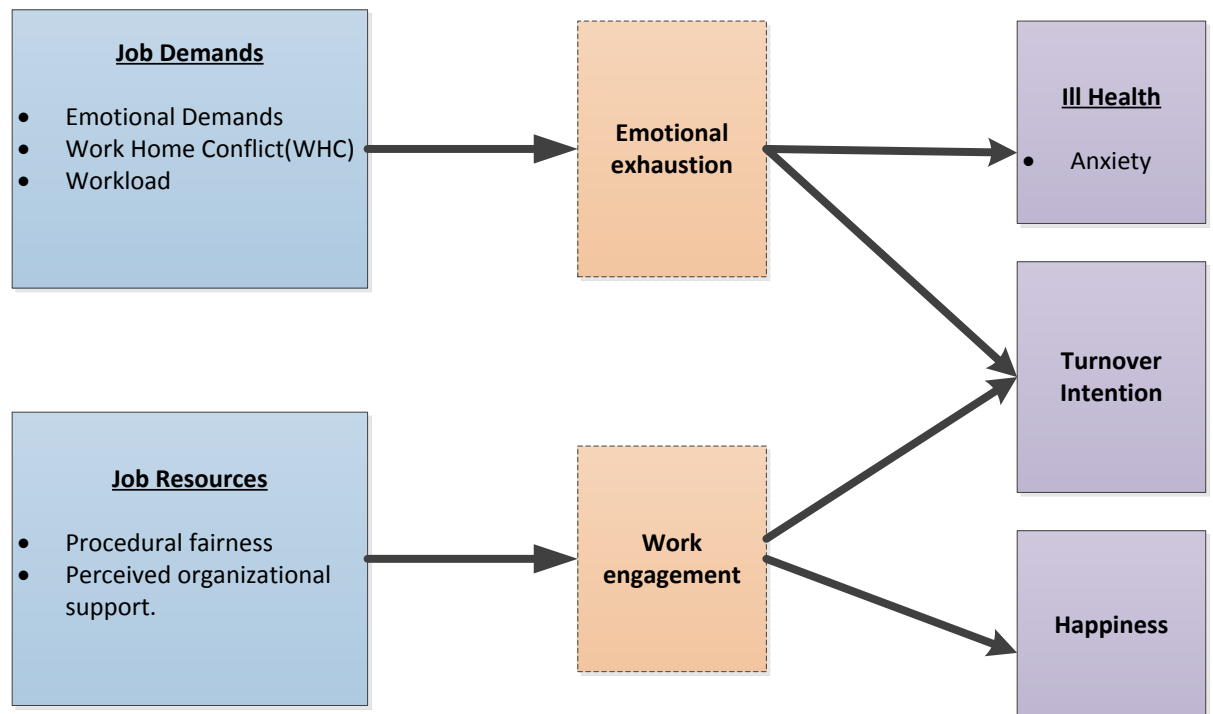 Job Demands
• Emotional Demands
• Work Home Conflict(WHC)
• Workload
Emotional
exhaustion
Ill Health
• Anxiety
Turnover
Intention
Job Resources
• Procedural fairness
• Perceived organizational
support.
Work
engagement
Happiness